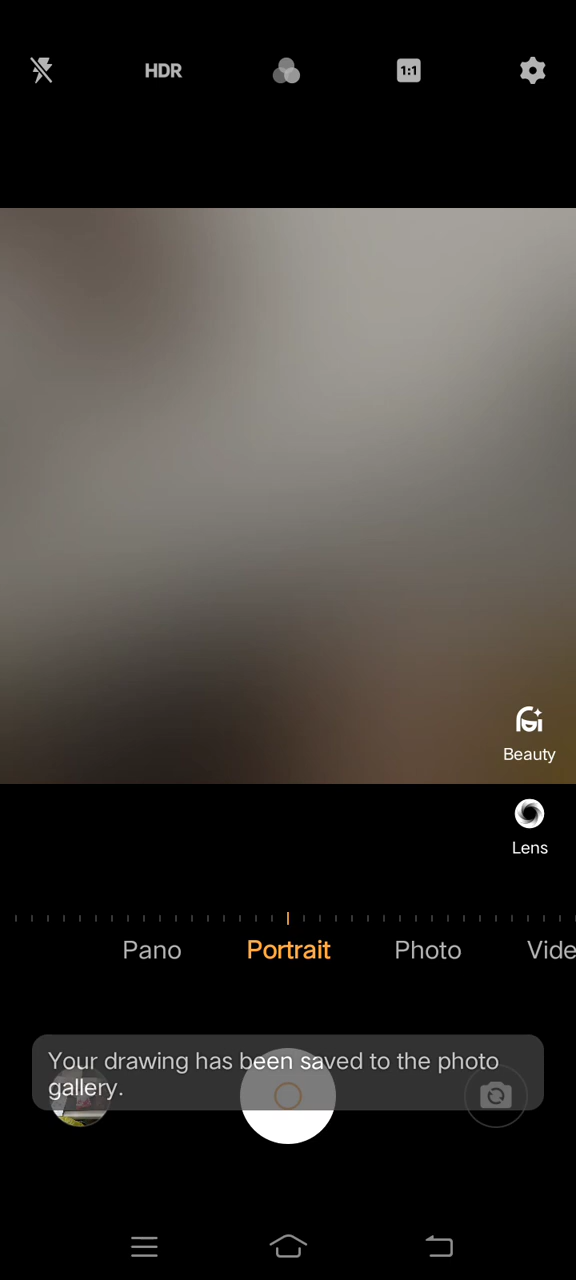 HDR
1:1
Beauty
Lens
Pano Portrait Photo Vide
Your drawing has been saved to the photo
gallery.